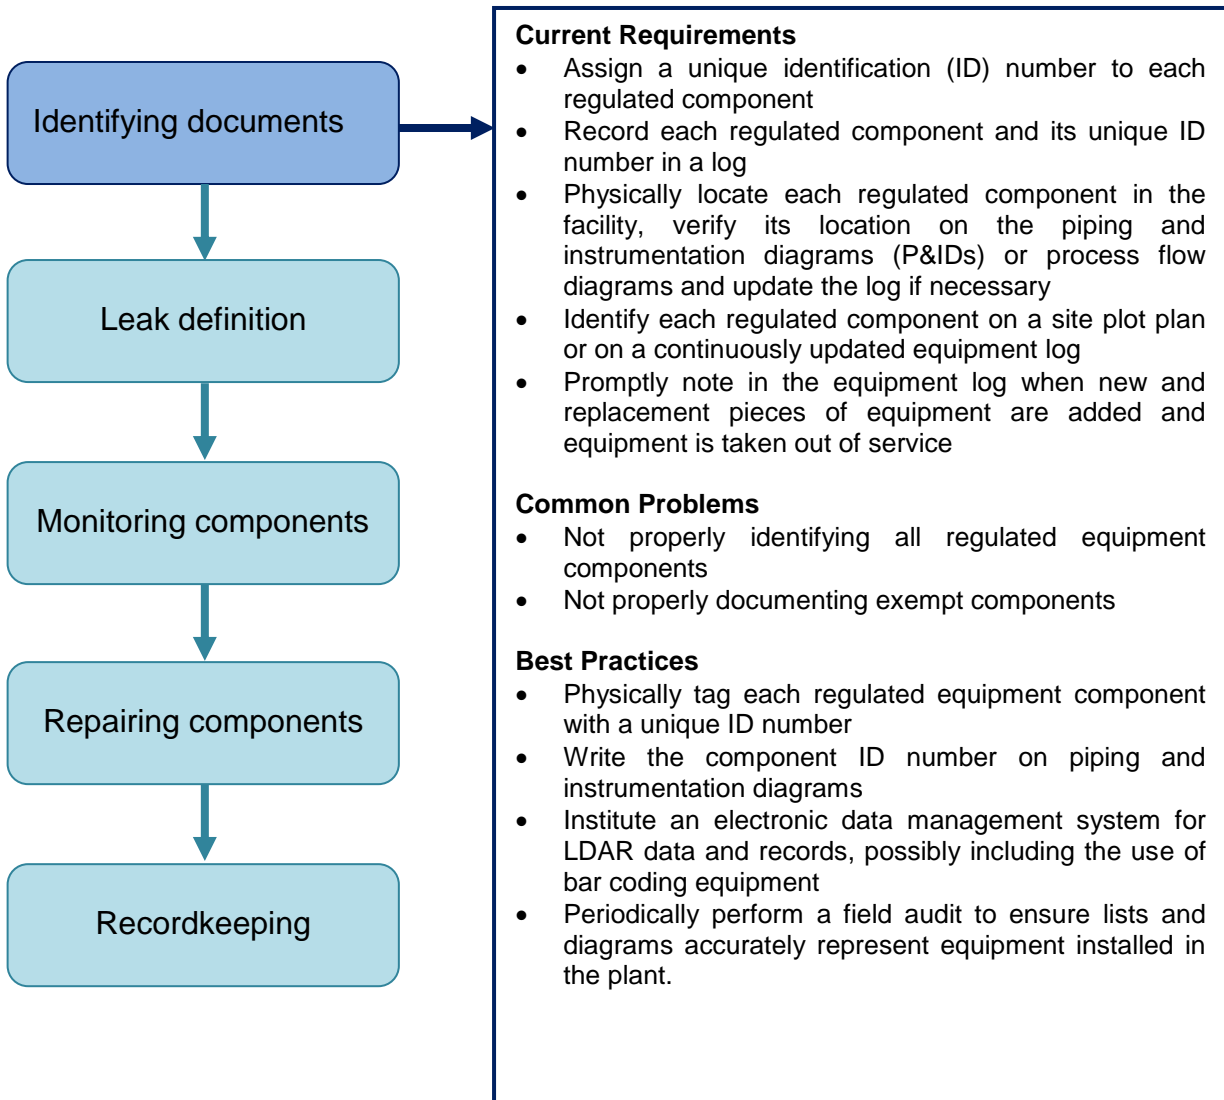 Identifying documents
Leak definition
Monitoring components
Repairing components
Recordkeeping
Current Requirements
• Assign a unique identification (ID) number to each
regulated component
• Record each regulated component and its unique ID
number in a log
• Physically locate each regulated component in the
facility, verify its location on the piping and
instrumentation diagrams (P&IDs) or process flow
diagrams and update the log if necessary
• Identify each regulated component on a site plot plan
or on a continuously updated equipment log
• Promptly note in the equipment log when new and
replacement pieces of equipment are added and
equipment is taken out of service
Common Problems
• Not properly identifying all regulated equipment
components
• Not properly documenting exempt components
Best Practices
• Physically tag each regulated equipment component
with a unique ID number
• Write the component ID number on piping and
instrumentation diagrams
• Institute an electronic data management system for
LDAR data and records, possibly including the use of
bar coding equipment
• Periodically perform a field audit to ensure lists and
diagrams accurately represent equipment installed in
the plant.